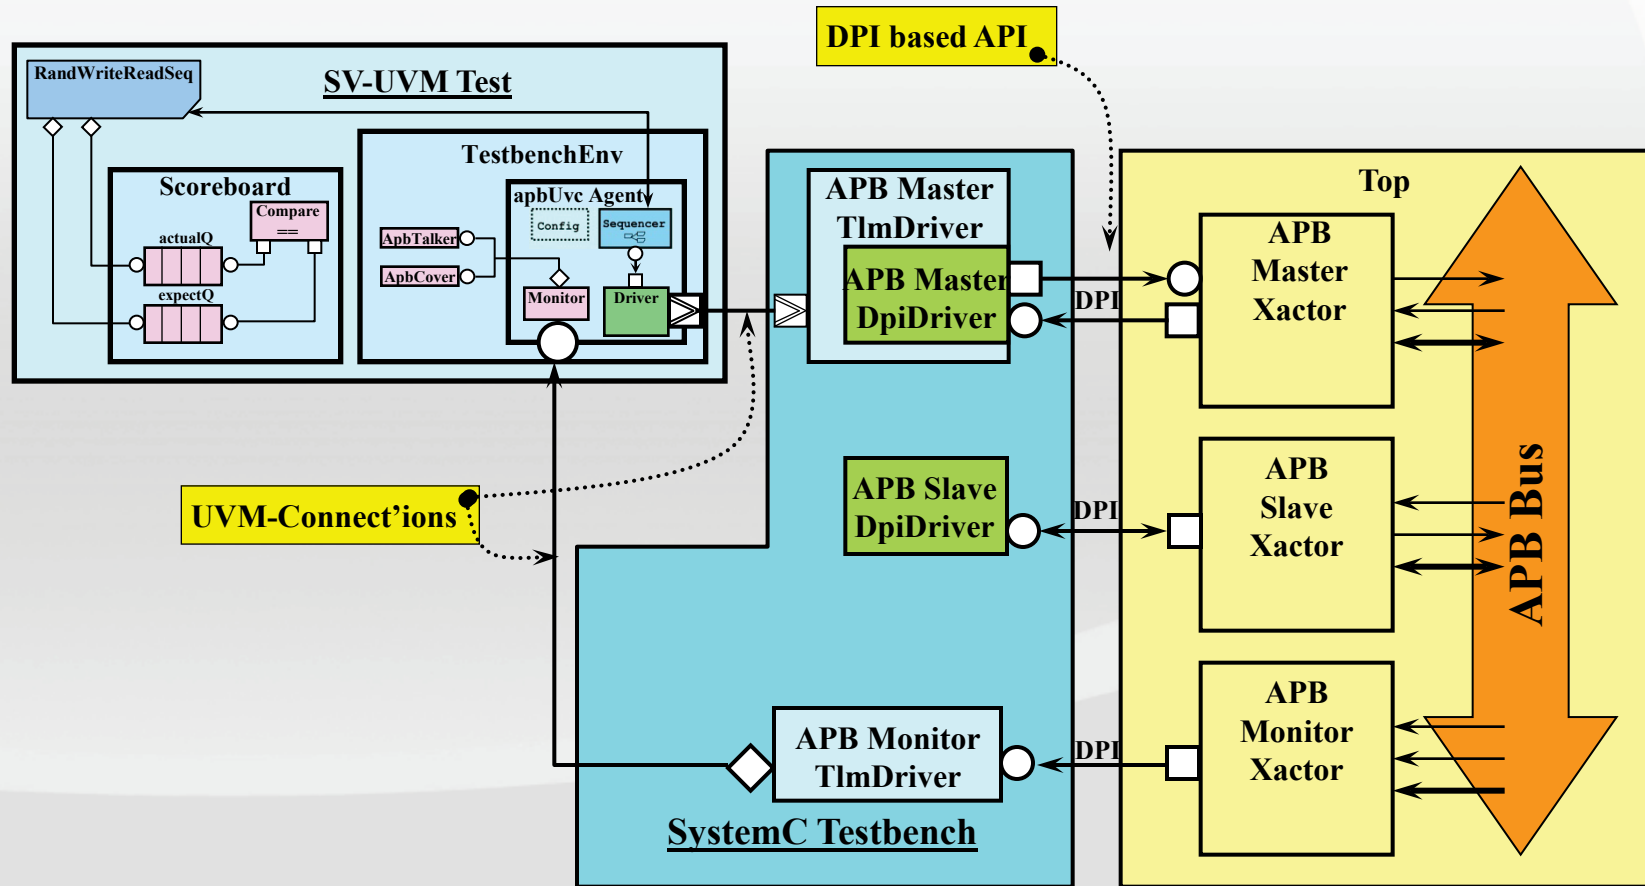 DPI based API
RandWriteReadSeq
SV-UVM Test
TestbenchEnv
Scoreboard
Compare
==
actualQ
expectQ
apbUvc Agent
Config
Sequencer
ApbTalker
ApbCover
Monitor
Driver
UVM-Connect’ions
APB Master
TlmDriver
APB Master
DpiDriver
DPI
APB Slave
DpiDriver
DPI
APB Monitor
TlmDriver
DPI
SystemC Testbench
Top
APB
Master
Xactor
APB
Slave
Xactor
APB
Monitor
Xactor
APB Bus